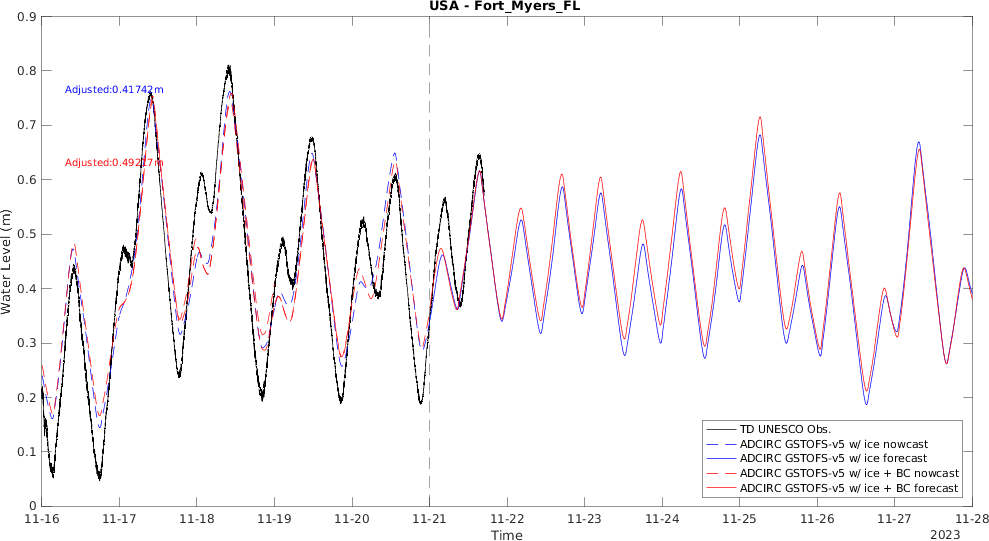 USA - Fort_Myers_FL
Water Level (m)
0.9
0.8
0.7
0.6
0.5
0.4
0.3
0.2
0.1
0
Adjusted:0.41742m
TD UNESCO Obs.
ADCIRC GSTOFS-v5 w/ ice nowcast
ADCIRC GSTOFS-v5 w/ ice forecast
ADCIRC GSTOFS-v5 w/ ice + BC nowcast
ADCIRC GSTOFS-v5 w/ ice + BC forecast
11-16
11-17
11-18
11-19
11-20
11-21
11-22
11-23
11-24
11-25
11-26
11-27
11-28
Time
2023